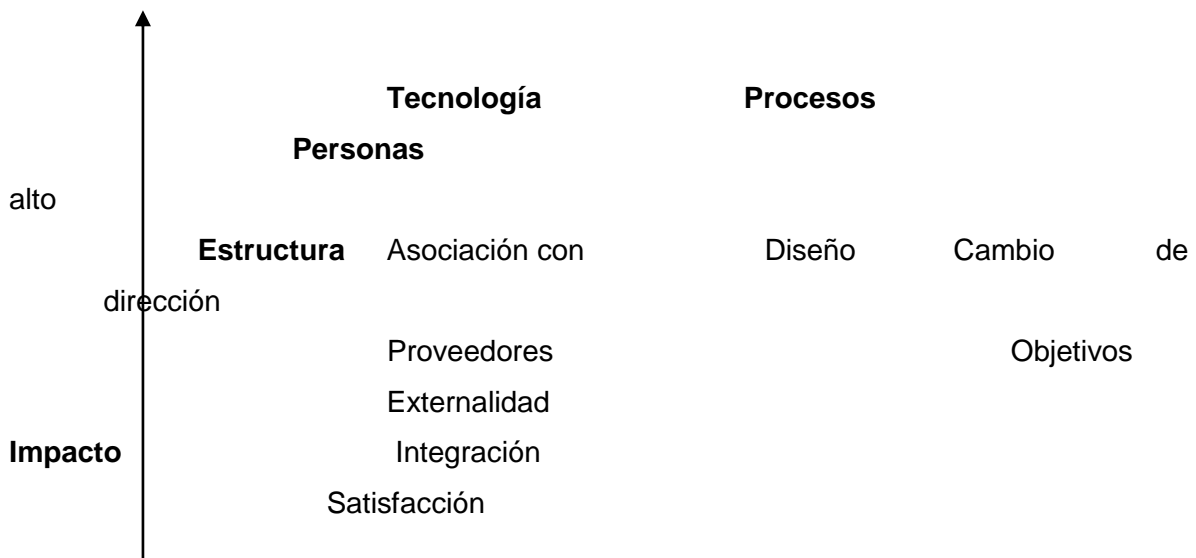 Tecnología Procesos
Personas
alto
Estructura Asociación con Diseño Cambio de
dirección
Proveedores Objetivos
Externalidad
Impacto Integración
Satisfacción